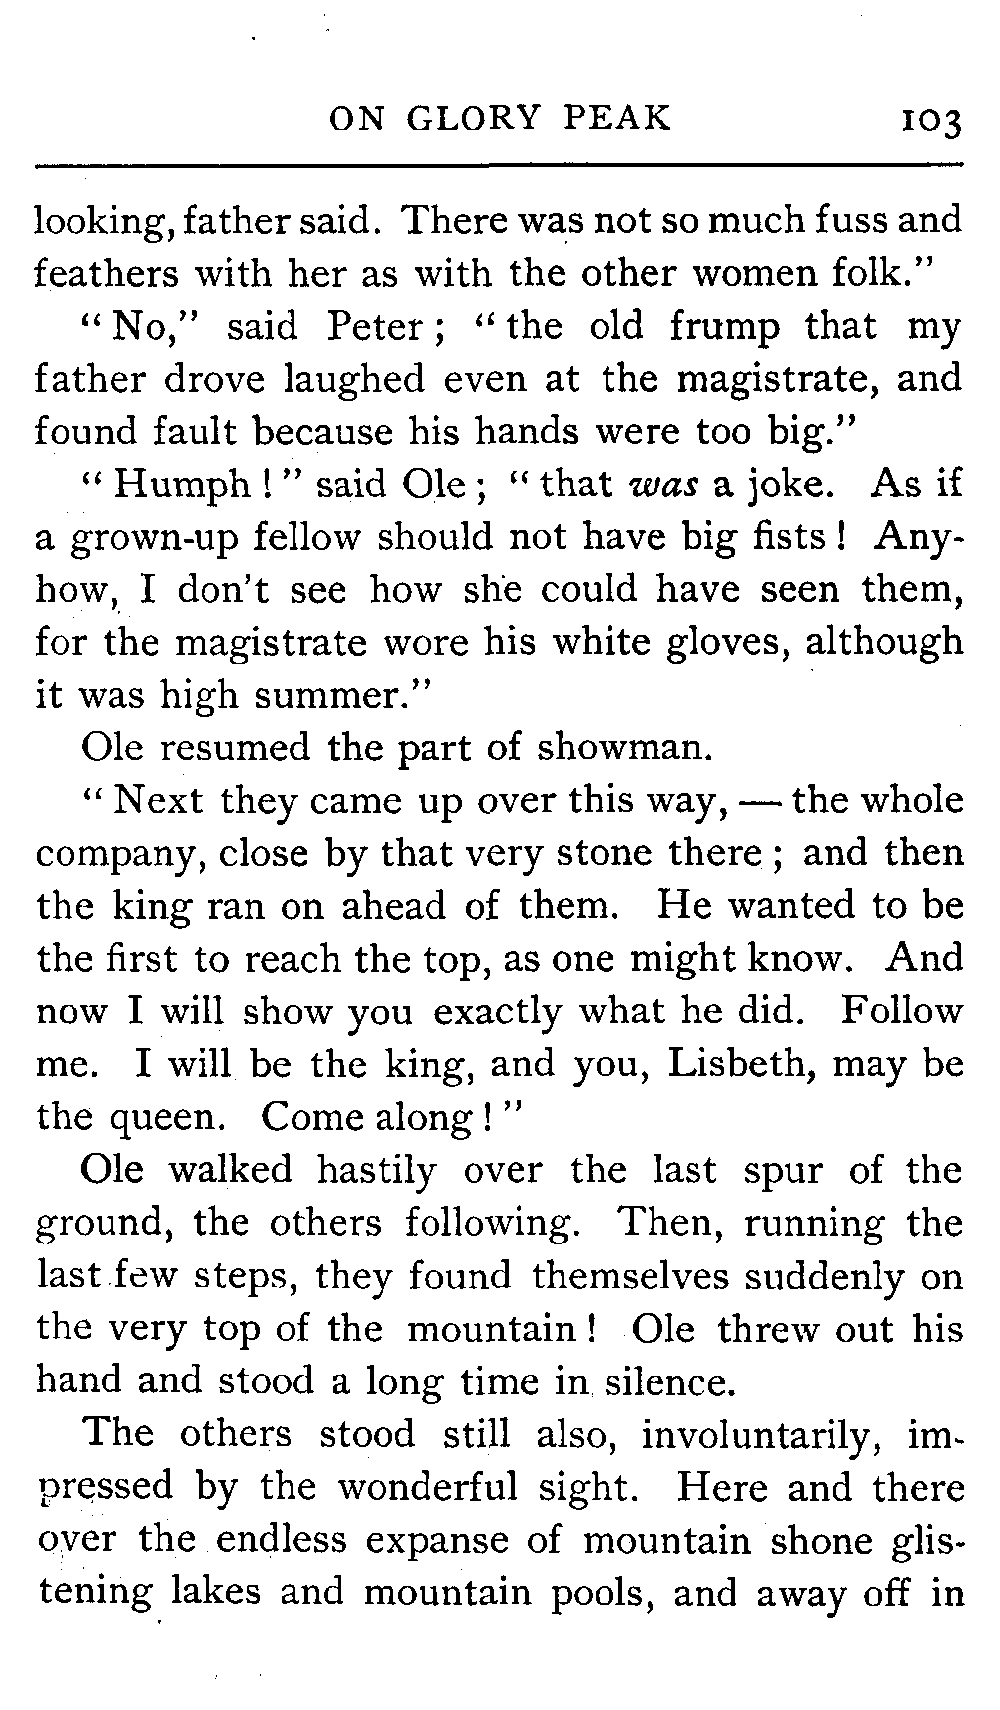 ON GLORY PEAK 103
looking, father said. There was not so much fuss and
feathers with her as with the other women folk."
"No," said Peter; "the old frump that my
father drove laughed even at the magistrate, and
found fault because his hands were too big."
"Humph!" said Ole; "that was a joke. As if
a grown-up fellow should not have big fists! Any-
how, I don't see how she could have seen them,
for the magistrate wore his white gloves, although
it was high summer."
Ole resumed the part of showman.
"Next they came up over this way, — the whole
company, close by that very stone there; and then
the king ran on ahead of them. He wanted to be
the first to reach the top, as one might know. And
now I will show you exactly what he did. Follow
me. I will be the king, and you, Lisbeth, may be
the queen. Come along!"
Ole walked hastily over the last spur of the
ground, the others following. Then, running the
last few steps, they found themselves suddenly on
the very top of the mountain! Ole threw out his
hand and stood a long time in silence.
The others stood still also, involuntarily, im-
pressed by the wonderful sight. Here and there
over the endless expanse of mountain shone glis-
tening lakes and mountain pools, and away off in